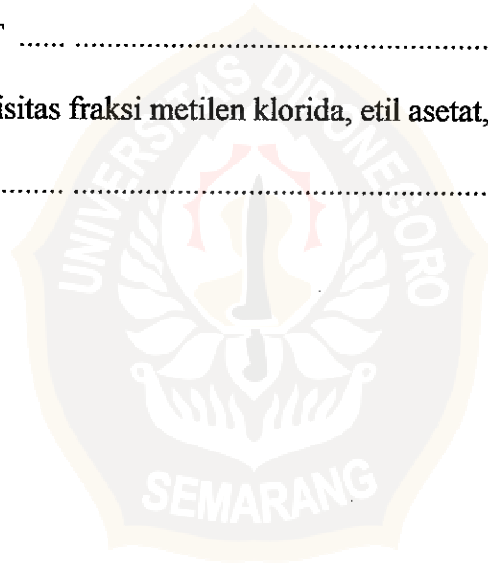 ...... ..........................................................
isitas fraksi metilen klorida, etil asetat,
....... ..........................................................
UNIVERSITAS DIPONEGORO
SEMARANG